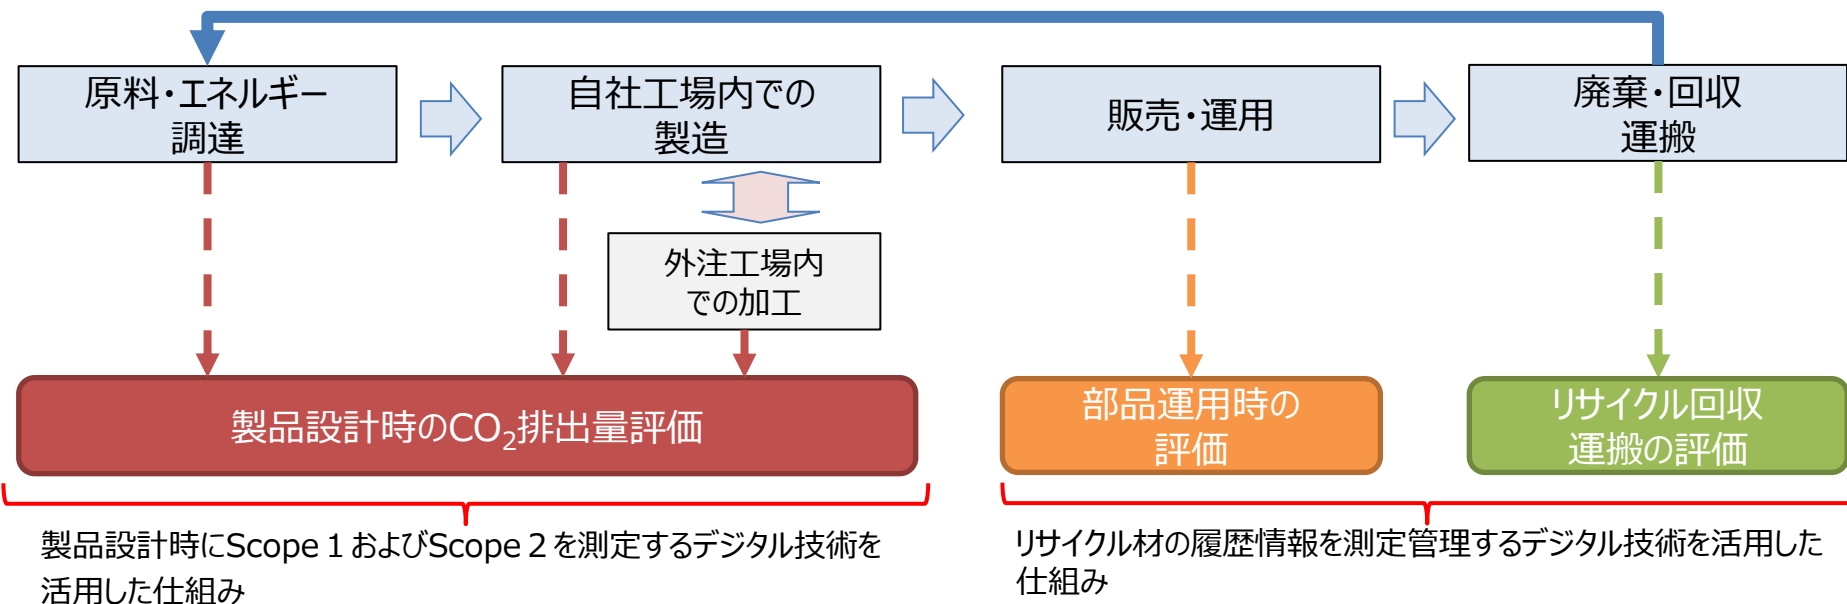 原料・エネルギー
調達
自社工場内での
製造
販売・運用
廃棄・回収
運搬
外注工場内
での加工
製品設計時のCO₂排出量評価
部品運用時の
評価
リサイクル回収
運搬の評価
製品設計時にScope１およびScope２を測定するデジタル技術を
活用した仕組み
リサイクル材の履歴情報を測定管理するデジタル技術を活用した
仕組み